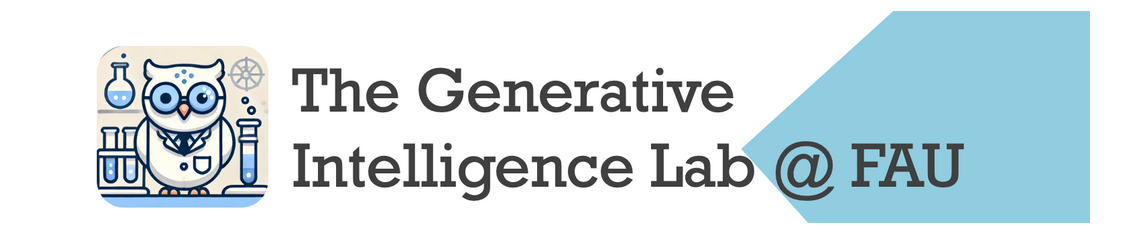 The Generative
Intelligence Lab @ FAU